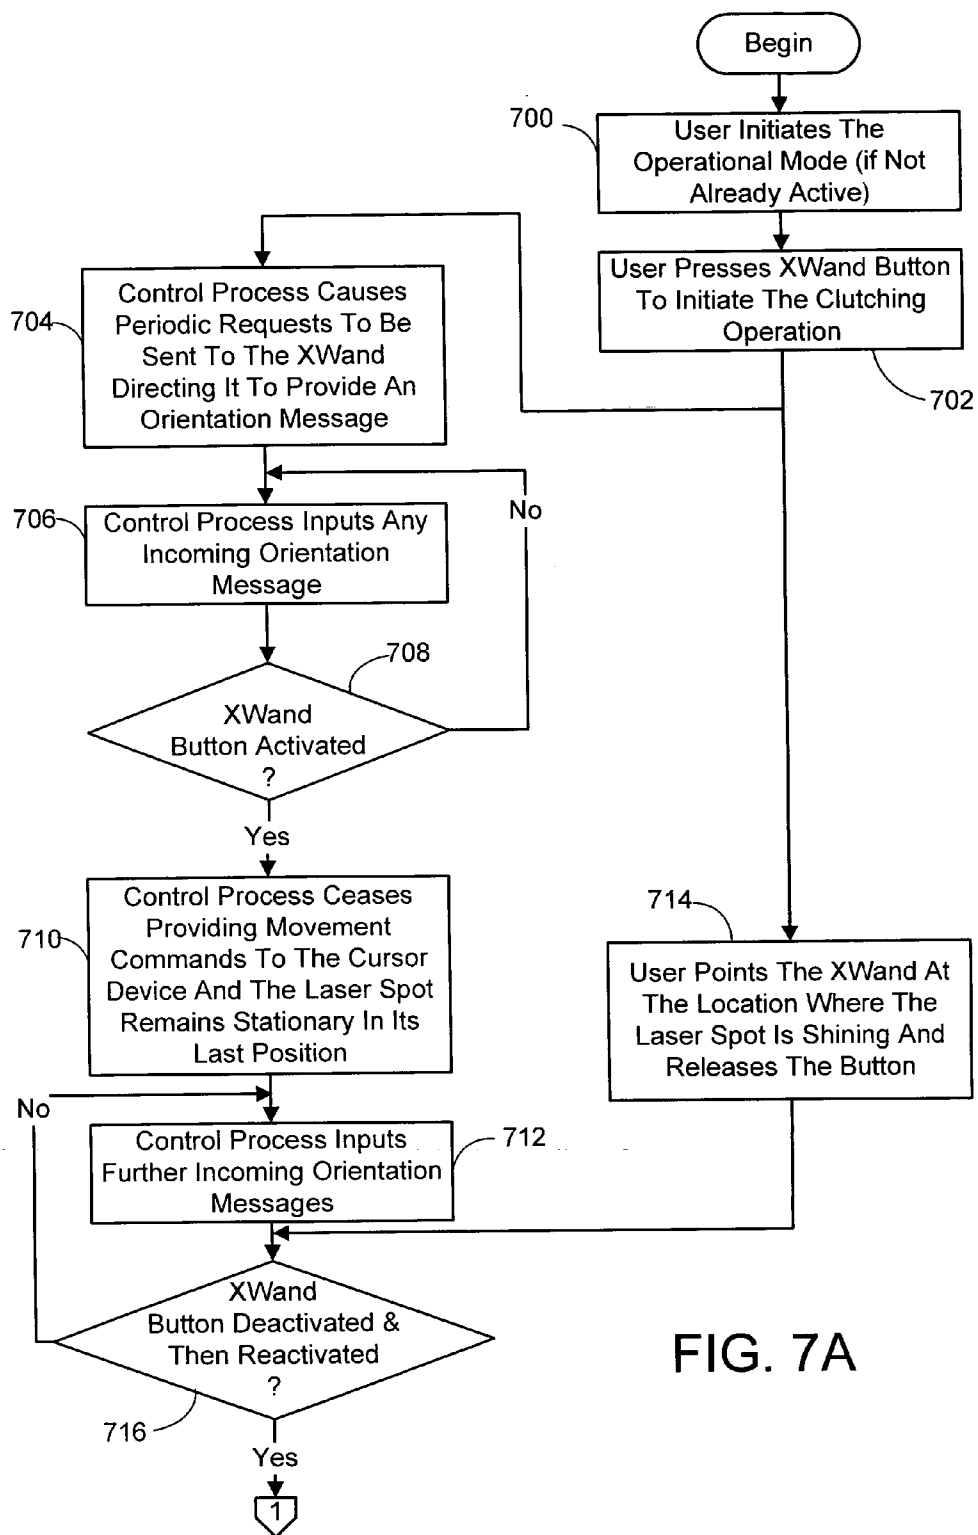 Begin
700
User Initiates The
Operational Mode (if Not
Already Active)
User Presses XWand Button
To Initiate The Clutching
Operation
702
704
Control Process Causes
Periodic Requests To Be
Sent To The XWand
Directing It To Provide An
Orientation Message
No
706
Control Process Inputs Any
Incoming Orientation
Message
708
XWand
Button Activated
?
Yes
710
Control Process Ceases
Providing Movement
Commands To The Cursor
Device And The Laser Spot
Remains Stationary In Its
Last Position
714
User Points The XWand At
The Location Where The
Laser Spot Is Shining And
Releases The Button
No
Control Process Inputs
Further Incoming Orientation
Messages
712
XWand
Button Deactivated &
Then Reactivated
?
716
Yes
1
FIG. 7A